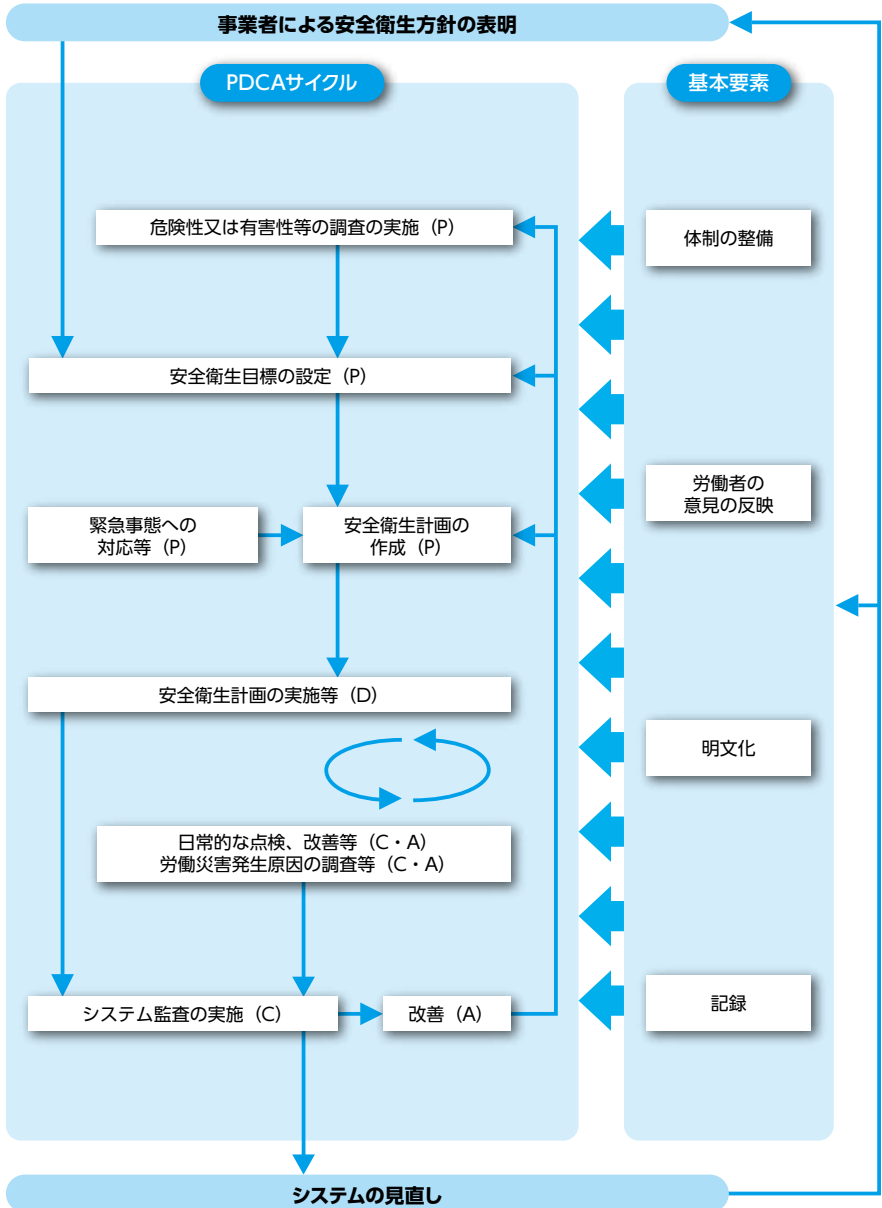 事業者による安全衛生方針の表明
PDCAサイクル
基本要素
危険性又は有害性等の調査の実施（P）
体制の整備
安全衛生目標の設定（P）
労働者の
意見の反映
緊急事態への
対応等（P）
安全衛生計画の
作成（P）
安全衛生計画の実施等（D）
明文化
日常的な点検、改善等（C・A）
労働災害発生原因の調査等（C・A）
システム監査の実施（C）
改善（A）
記録
システムの見直し